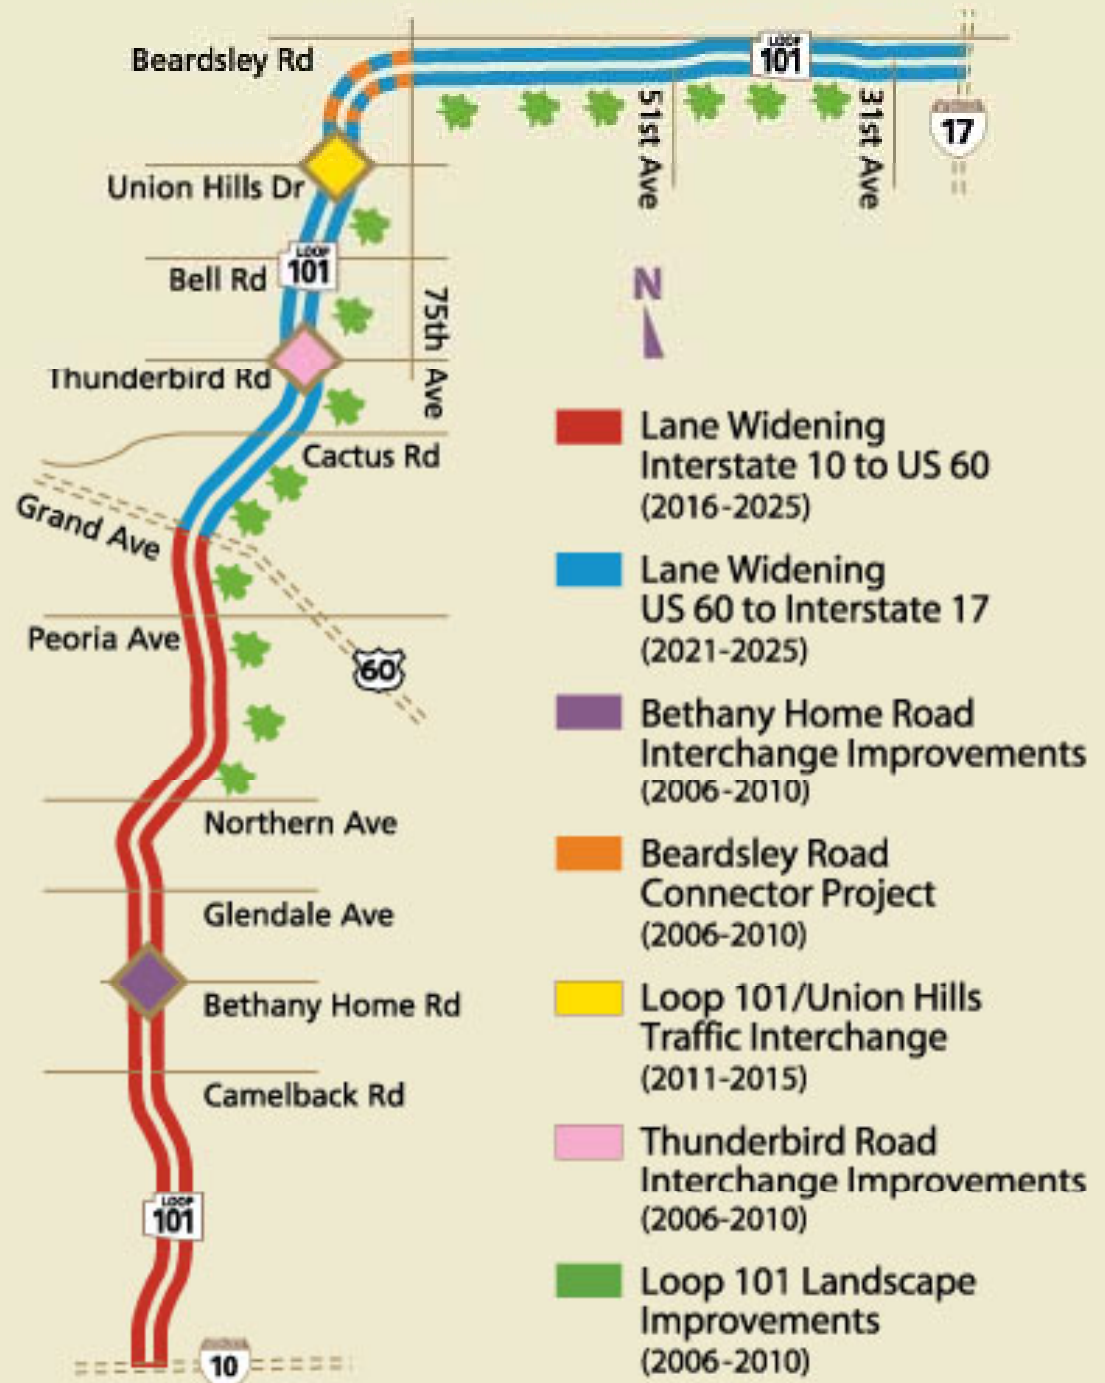 Beardsley Rd
LOOP
101
51st Ave
31st Ave
17
Union Hills Dr
LOOP
101
Bell Rd
N
75th Ave
Thunderbird Rd
Cactus Rd
Grand Ave
Peoria Ave
60
Northern Ave
Glendale Ave
Bethany Home Rd
Camelback Rd
LOOP
101
10
Lane Widening
Interstate 10 to US 60
(2016-2025)
Lane Widening
US 60 to Interstate 17
(2021-2025)
Bethany Home Road
Interchange Improvements
(2006-2010)
Beardsley Road
Connector Project
(2006-2010)
Loop 101/Union Hills
Traffic Interchange
(2011-2015)
Thunderbird Road
Interchange Improvements
(2006-2010)
Loop 101 Landscape
Improvements
(2006-2010)